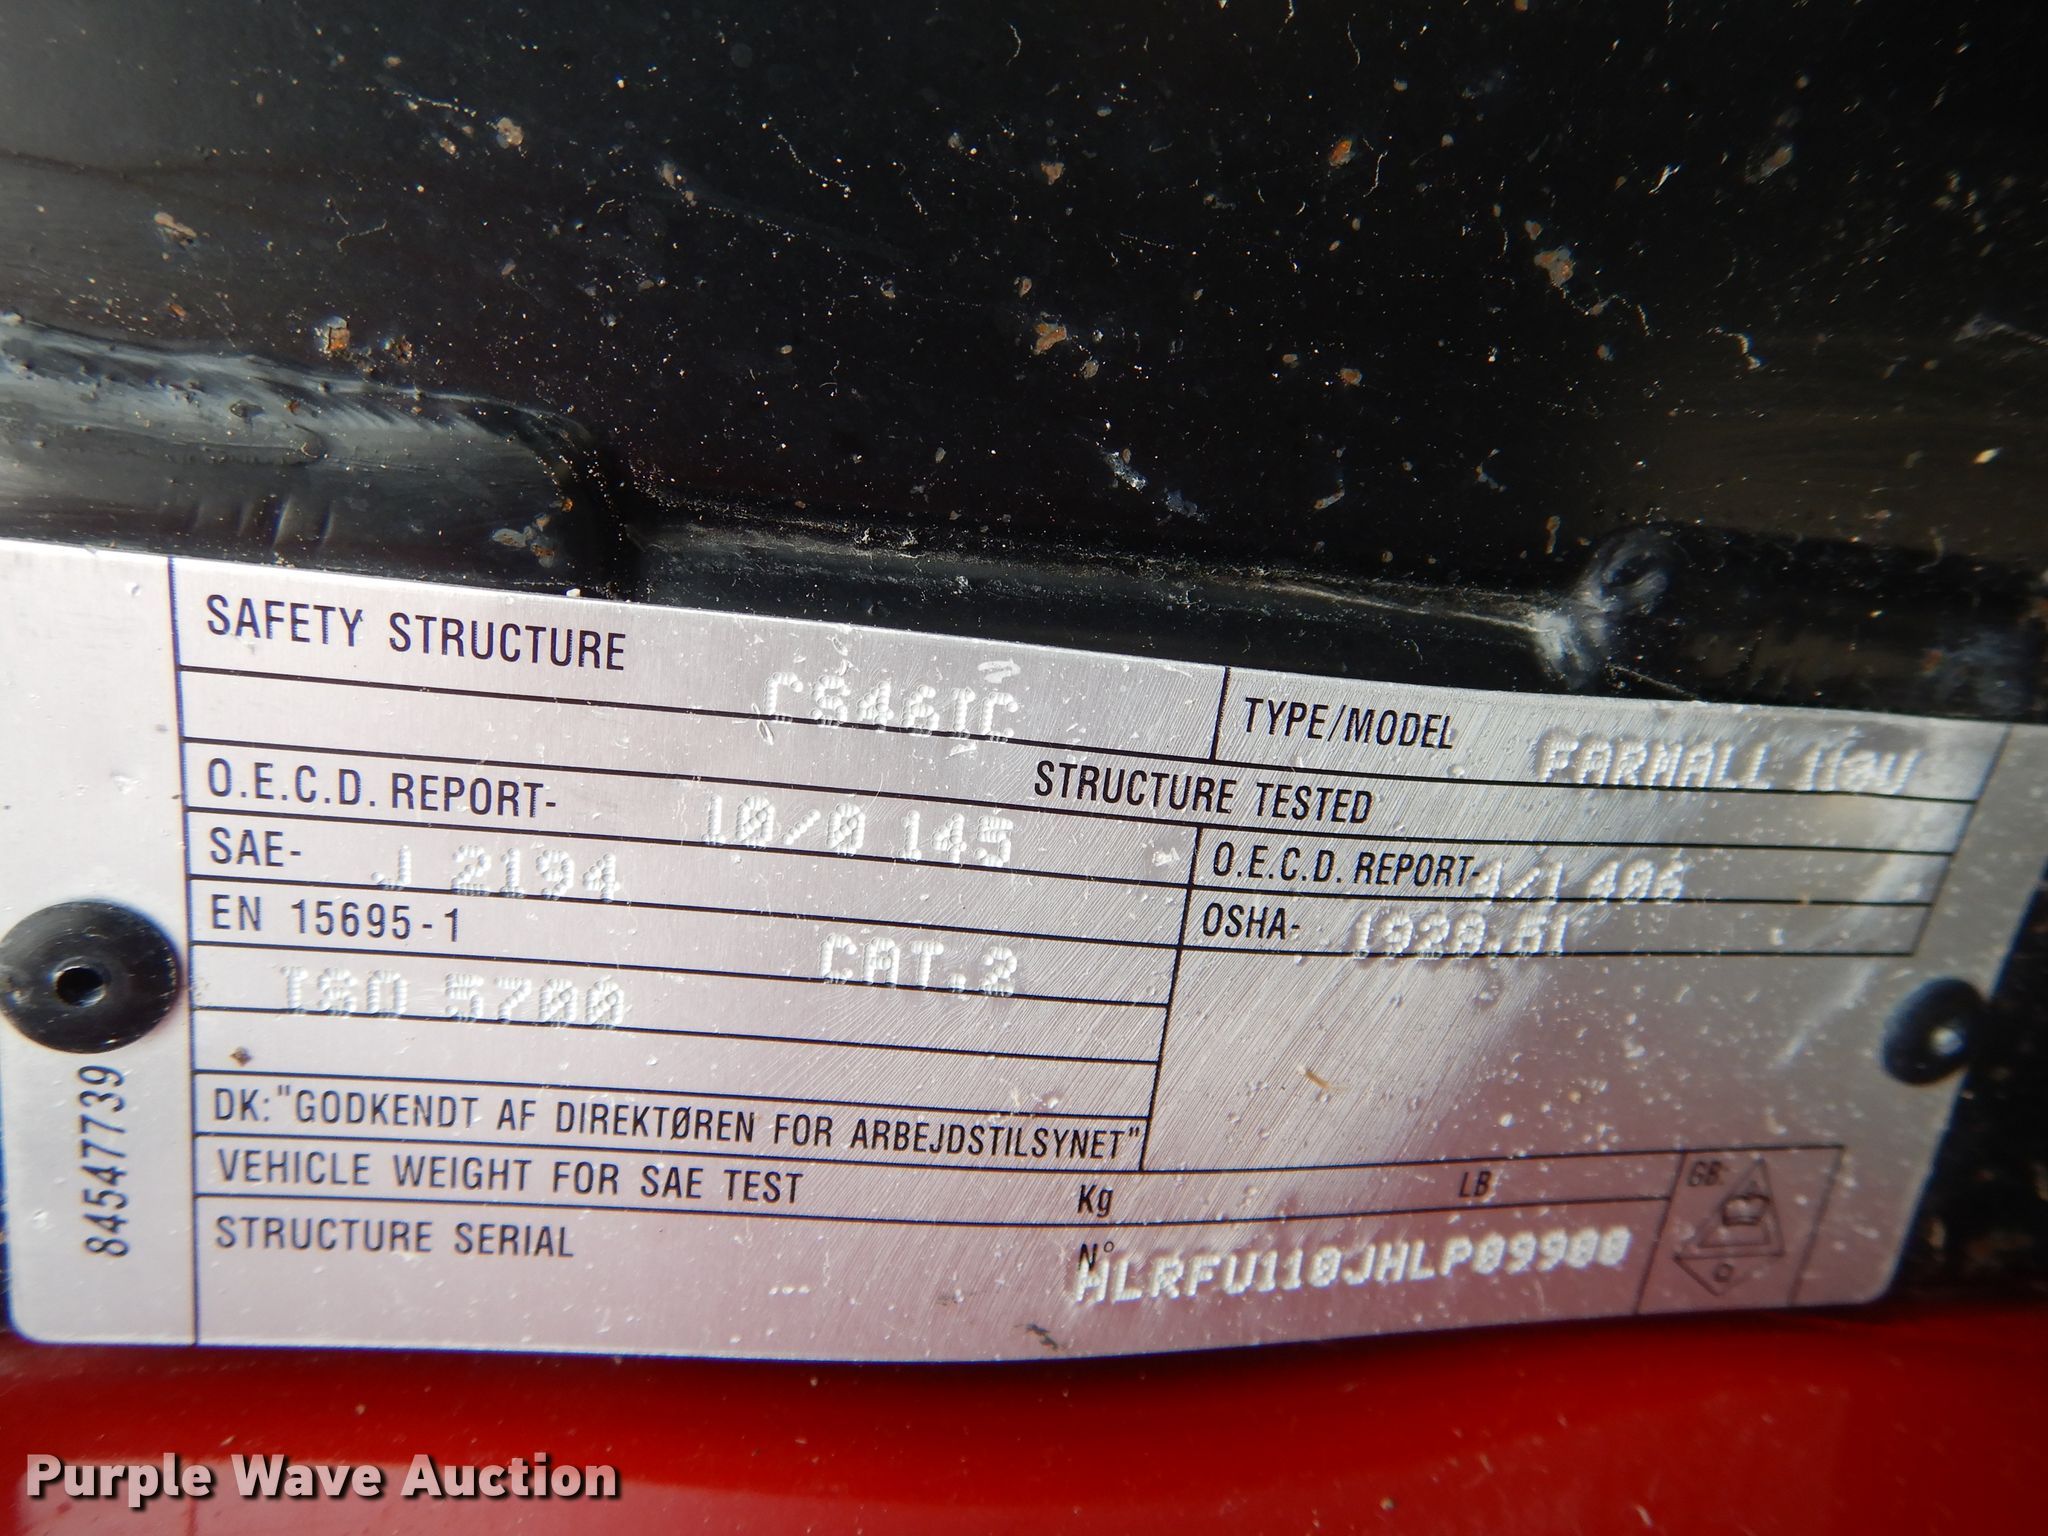 SAFETY STRUCTURE CS46IC
TYPE/MODEL FARMALL 110U
STRUCTURE TESTED
O.E.C.D. REPORT- 10/0 145
O.E.C.D. REPORT- 4/1 406
SAE- J 2194
OSHA- 1928.51
EN 15695-1 CAT.2
ISO 5700
DK: "GODKENDT AF DIREKTØREN FOR ARBEJDSTILSYNET"
VEHICLE WEIGHT FOR SAE TEST Kg LB
GB:
STRUCTURE SERIAL N° HLRFU110JHLP09900
84547739
Purple Wave Auction